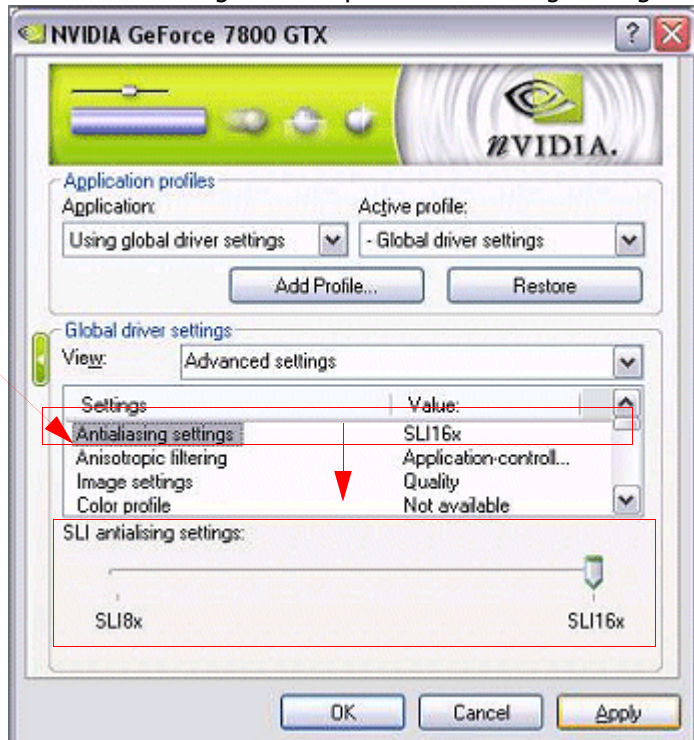 NVIDIA GeForce 7800 GTX
nVIDIA.
Application profiles
Application: Active profile:
Using global driver settings - Global driver settings
Add Profile... Restore
Global driver settings
View: Advanced settings
Settings Value:
Antialiasing settings SLI16x
Anisotropic filtering Application-controll...
Image settings Quality
Color profile Not available
SLI antialising settings:
SLI8x SLI16x
OK Cancel Apply